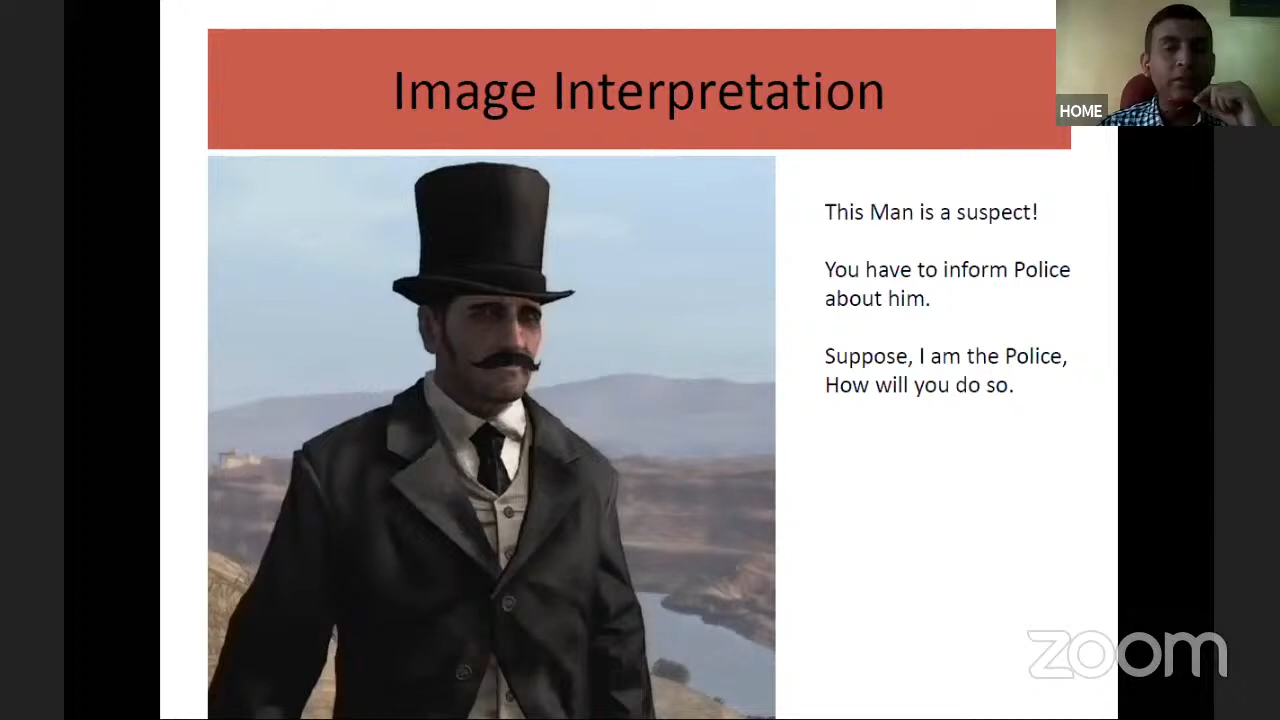 Image Interpretation
HOME
This Man is a suspect!
You have to inform Police
about him.
Suppose, I am the Police,
How will you do so.
zoom